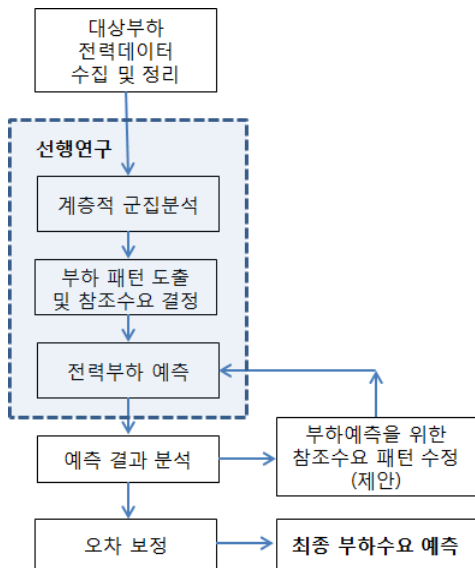 대상부하
전력데이터
수집 및 정리
선행연구
계층적 군집분석
부하 패턴 도출
및 참조수요 결정
전력부하 예측
예측 결과 분석
부하예측을 위한
참조수요 패턴 수정
(제안)
오차 보정
최종 부하수요 예측